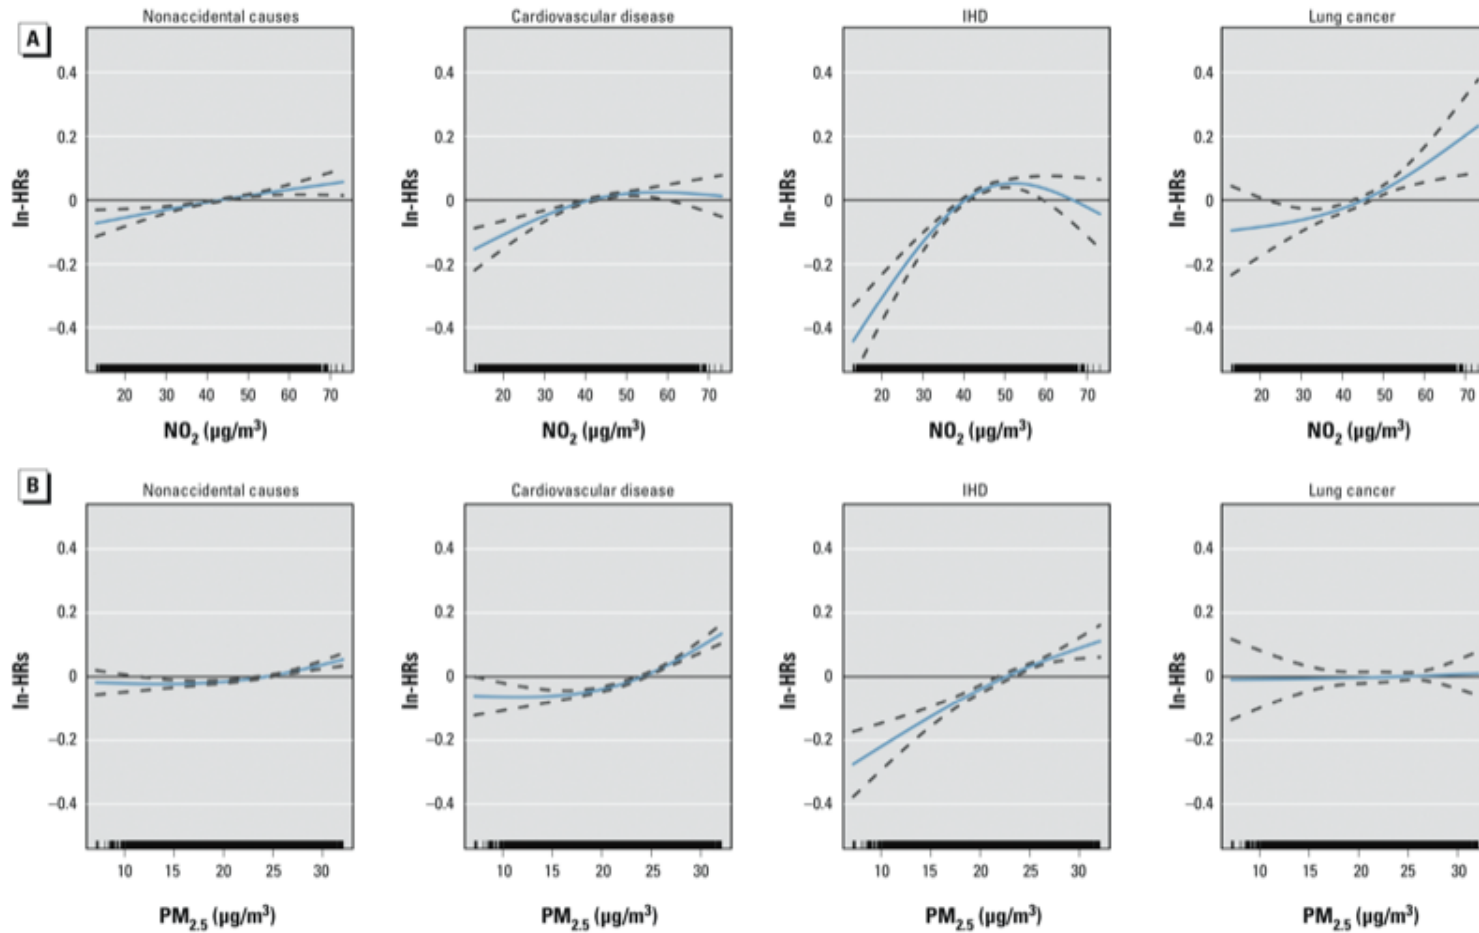 A
Nonaccidental causes
Cardiovascular disease
IHD
Lung cancer
0.4 0.4 0.4 0.4
0.2 0.2 0.2 0.2
ln-HRs ln-HRs ln-HRs ln-HRs
0 0 0 0
–0.2 –0.2 –0.2 –0.2
–0.4 –0.4 –0.4 –0.4
20 30 40 50 60 70 20 30 40 50 60 70 20 30 40 50 60 70 20 30 40 50 60 70
NO₂ (µg/m³) NO₂ (µg/m³) NO₂ (µg/m³) NO₂ (µg/m³)
B
Nonaccidental causes
Cardiovascular disease
IHD
Lung cancer
0.4 0.4 0.4 0.4
0.2 0.2 0.2 0.2
ln-HRs ln-HRs ln-HRs ln-HRs
0 0 0 0
–0.2 –0.2 –0.2 –0.2
–0.4 –0.4 –0.4 –0.4
10 15 20 25 30 10 15 20 25 30 10 15 20 25 30 10 15 20 25 30
PM₂.₅ (µg/m³) PM₂.₅ (µg/m³) PM₂.₅ (µg/m³) PM₂.₅ (µg/m³)